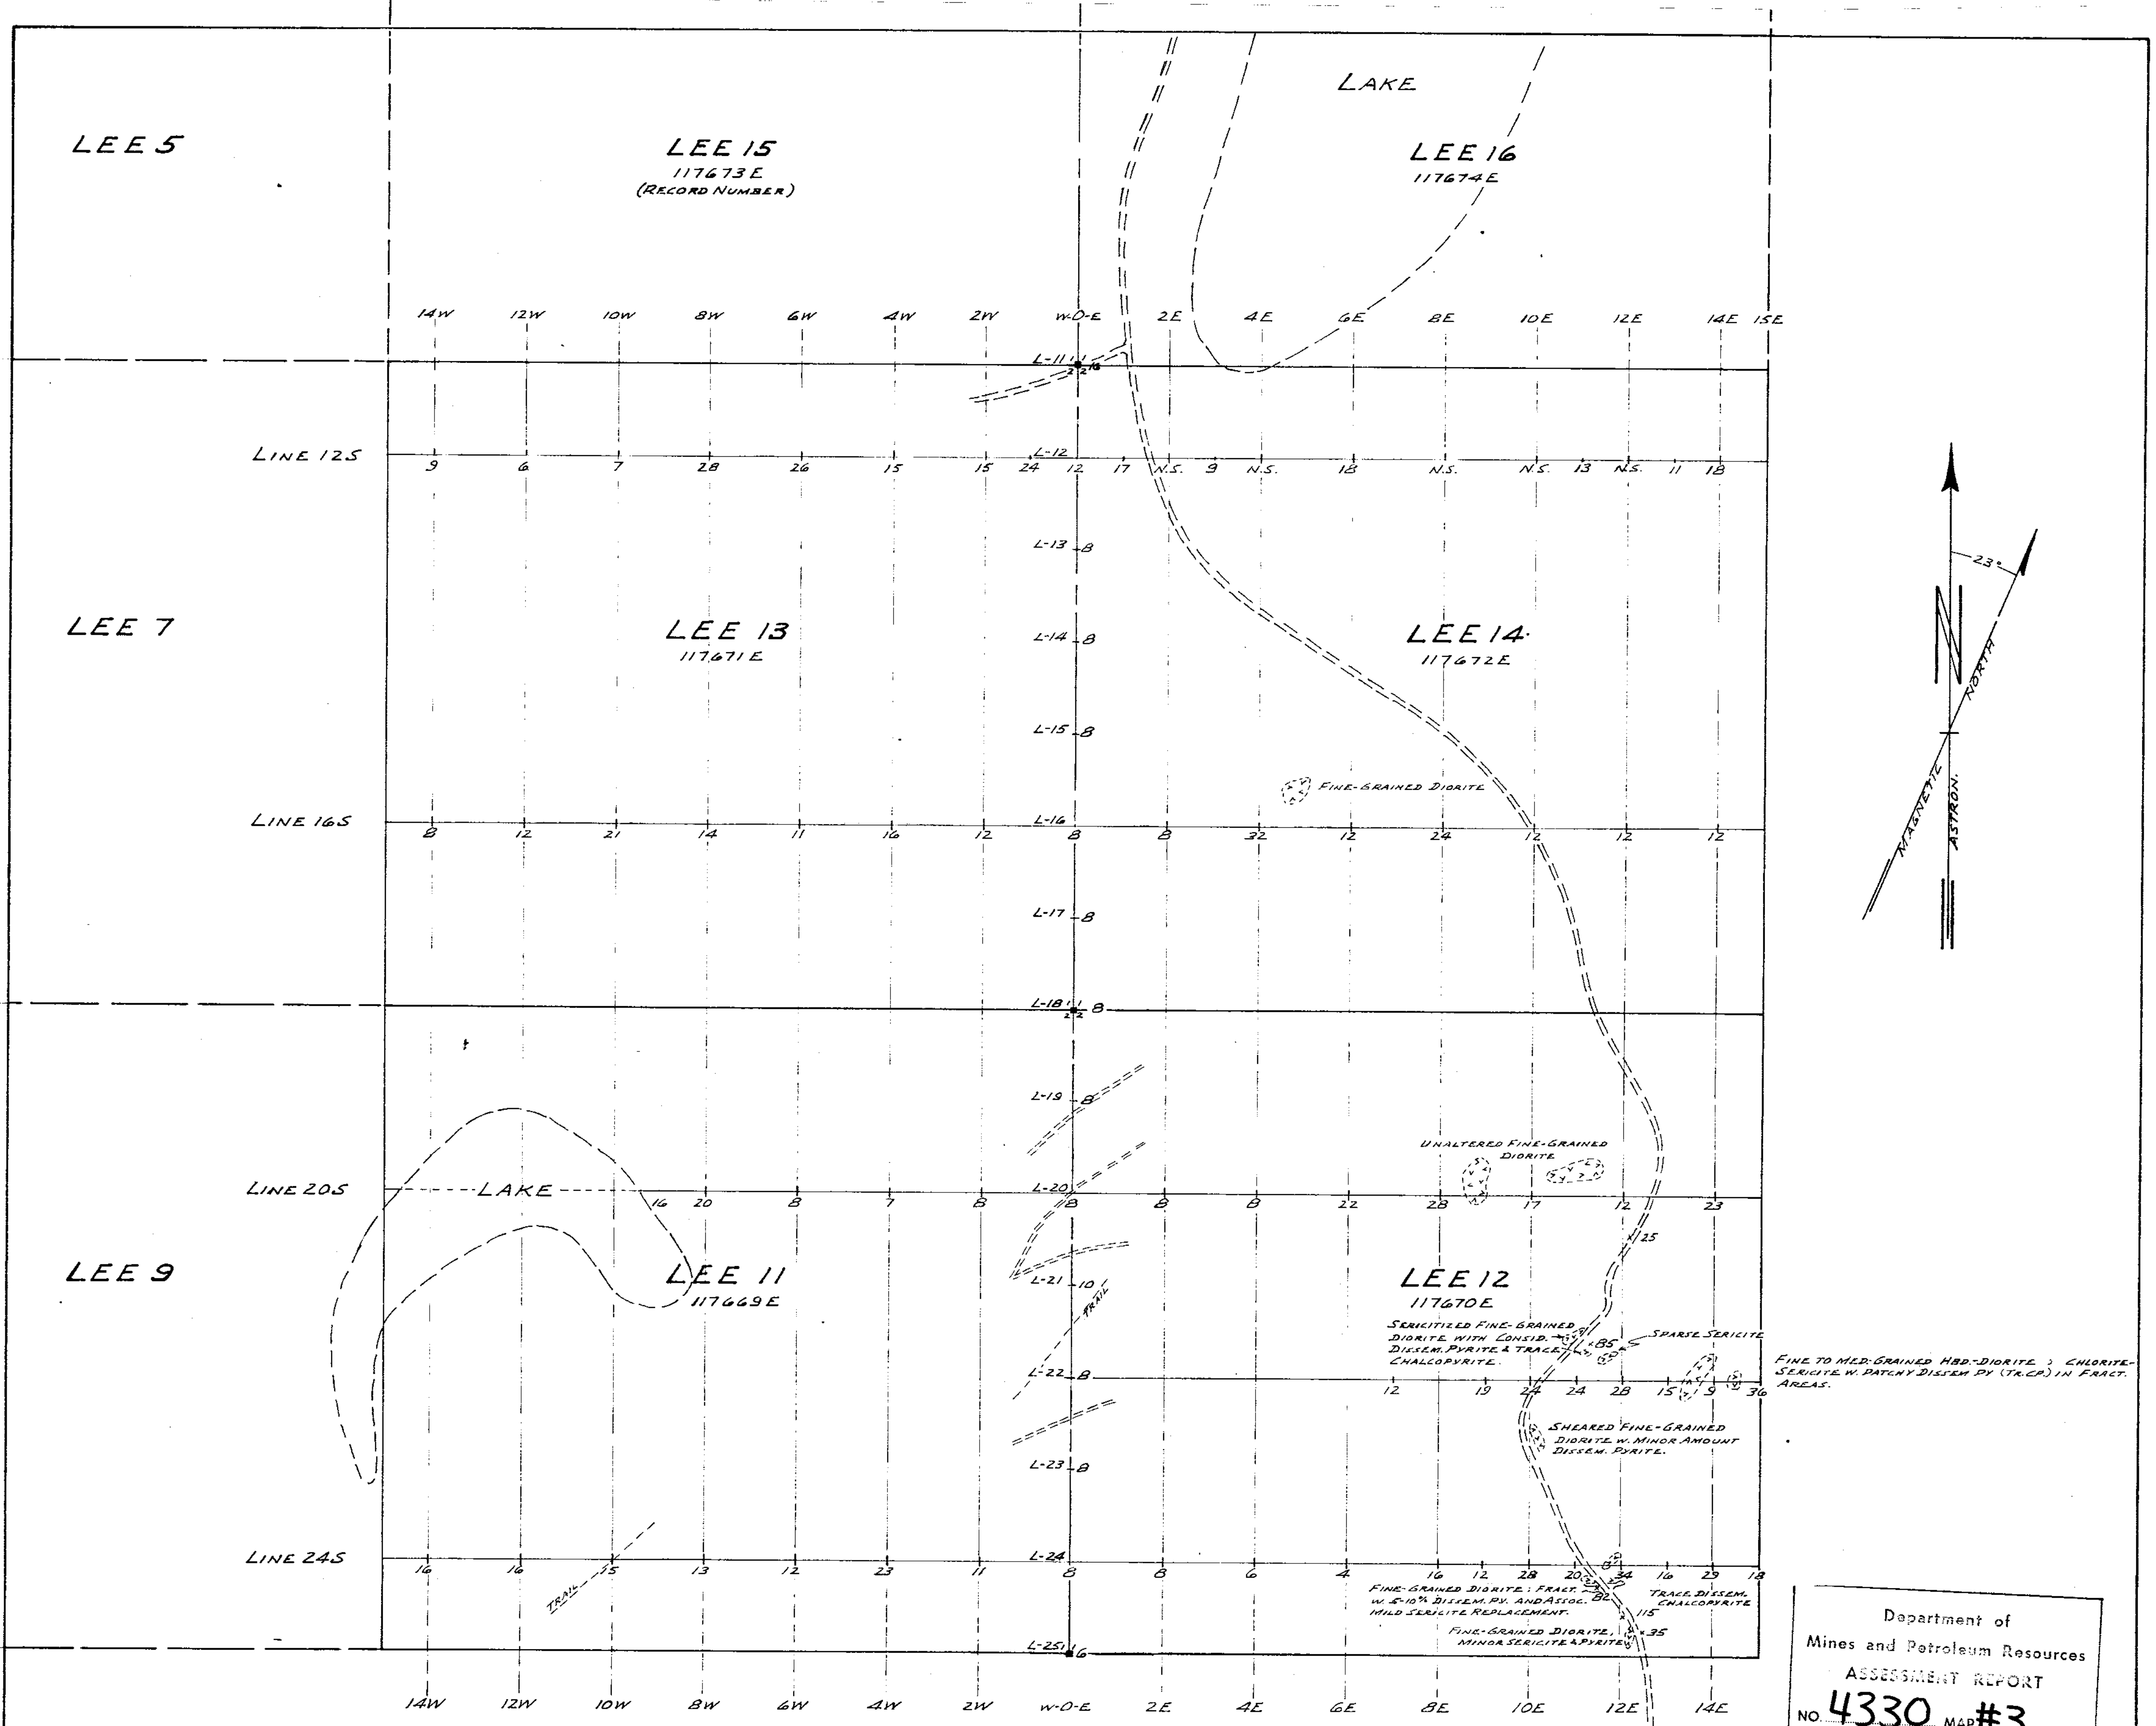 LAKE
LEE 5
LEE 15
117673E
(RECORD NUMBER)
LEE 16
117674E
14W 12W 10W 8W 6W 4W 2W W-O-E 2E 4E 6E 8E 10E 12E 14E 15E
L-11 1 1
2 2 16
LINE 12S
L-12
9 6 7 28 26 15 15 24 12 17 N.S. 9 N.S. 18 N.S. N.S. 13 N.S. 11 18
L-13 8
23°
LEE 7
LEE 13
117671E
L-14 8
LEE 14
117672E
N
NORTH
MAGNETIC
ASTRON.
L-15 8
FINE-GRAINED DIORITE
LINE 16S
L-16
8 12 21 14 11 16 12 8 8 32 12 24 12 12 12
L-17 8
L-18 1 1 8
2 2
L-19 8
UNALTERED FINE-GRAINED
DIORITE
LINE 20S
LAKE
L-20
16 20 8 7 8 8 8 8 22 28 17 12 23
25
LEE 9
LEE 11
117669E
L-21 10
TRAIL
LEE 12
117670E
SERICITIZED FINE-GRAINED
DIORITE WITH CONSID.
DISSEM. PYRITE & TRACE
CHALCOPYRITE.
85
SPARSE SERICITE
L-22 8
12 19 24 24 28 15 9 36
FINE TO MED-GRAINED HBD.-DIORITE ; CHLORITE-
SERICITE W. PATCHY DISSEM PY (TR.CP.) IN FRACT.
AREAS.
SHEARED FINE-GRAINED
DIORITE W. MINOR AMOUNT
DISSEM. PYRITE.
L-23 8
LINE 24S
L-24
16 16 15 13 12 23 11 8 8 6 4 16 12 28 20 34 16 29 18
TRAIL
FINE-GRAINED DIORITE ; FRACT.
W. 5-10% DISSEM. PY. AND ASSOC.
MILD SERICITE REPLACEMENT.
82
TRACE DISSEM.
CHALCOPYRITE
115
FINE-GRAINED DIORITE,
MINOR SERICITE & PYRITE
35
L-25 1 1
6
14W 12W 10W 8W 6W 4W 2W W-O-E 2E 4E 6E 8E 10E 12E 14E
Department of
Mines and Petroleum Resources
ASSESSMENT REPORT
NO. 4330 MAP #3